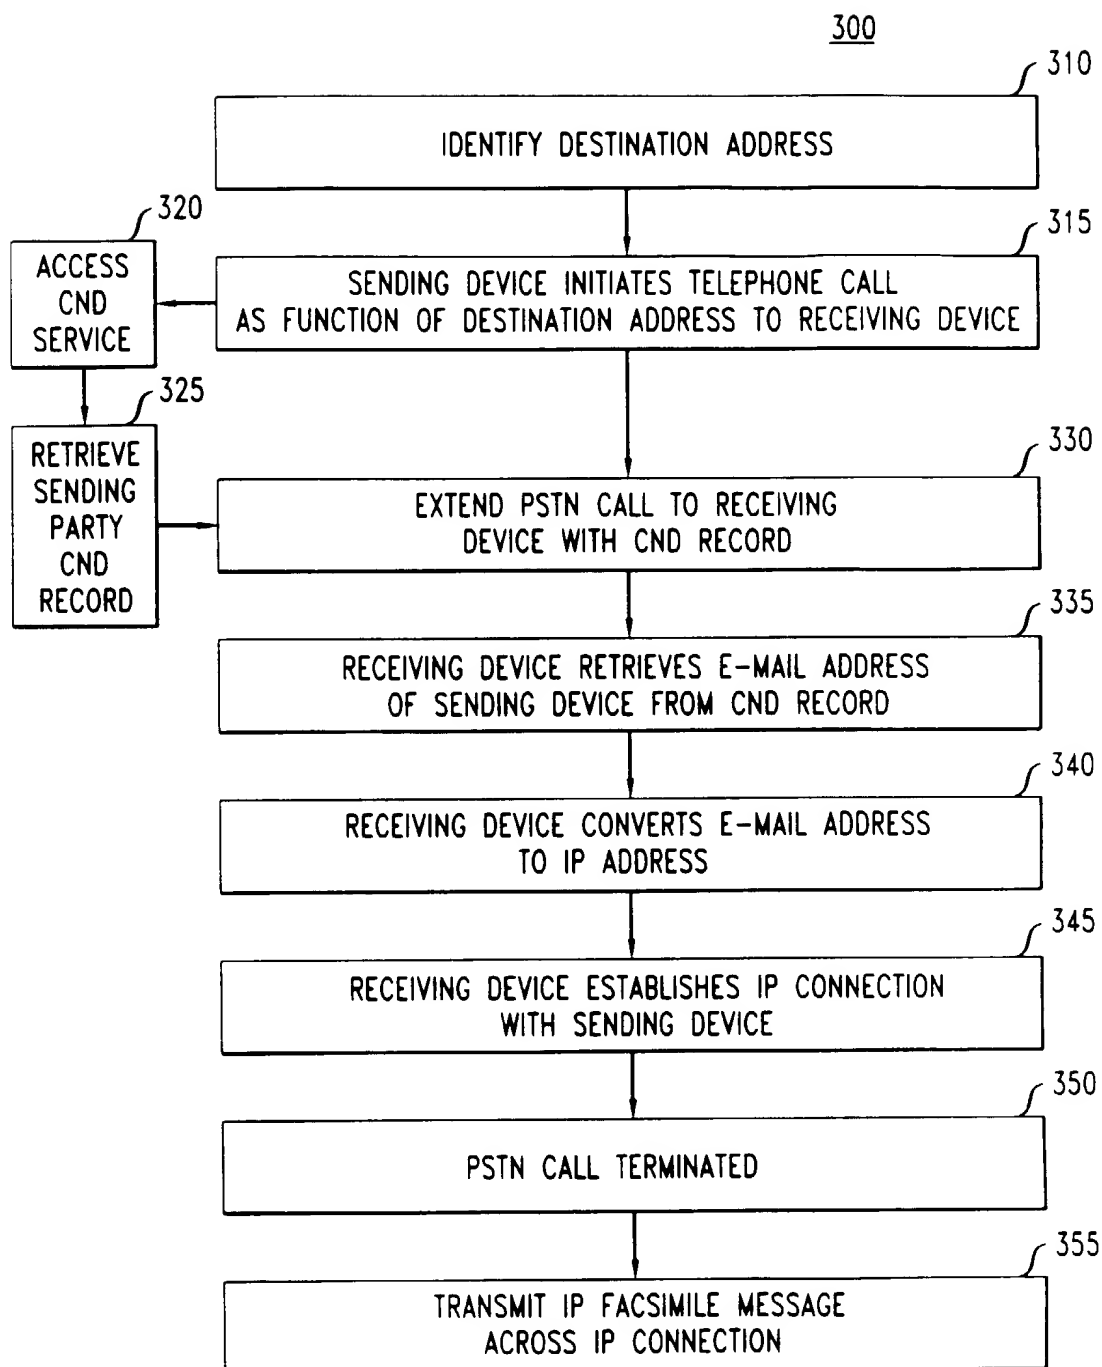 300
310
IDENTIFY DESTINATION ADDRESS
320
315
ACCESS
CND
SERVICE
SENDING DEVICE INITIATES TELEPHONE CALL
AS FUNCTION OF DESTINATION ADDRESS TO RECEIVING DEVICE
325
RETRIEVE
SENDING
PARTY
CND
RECORD
330
EXTEND PSTN CALL TO RECEIVING
DEVICE WITH CND RECORD
335
RECEIVING DEVICE RETRIEVES E-MAIL ADDRESS
OF SENDING DEVICE FROM CND RECORD
340
RECEIVING DEVICE CONVERTS E-MAIL ADDRESS
TO IP ADDRESS
345
RECEIVING DEVICE ESTABLISHES IP CONNECTION
WITH SENDING DEVICE
350
PSTN CALL TERMINATED
355
TRANSMIT IP FACSIMILE MESSAGE
ACROSS IP CONNECTION